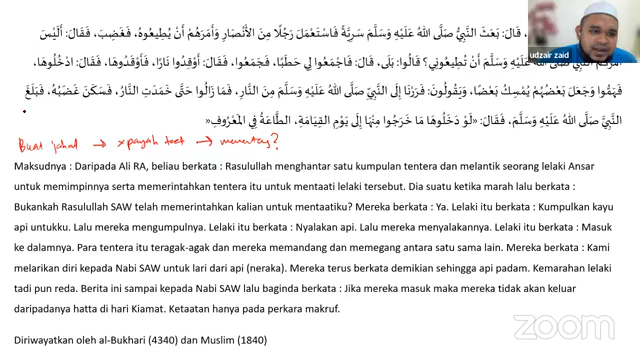 ، قَالَ: بَعَثَ النَّبِيُّ صَلَّى اللهُ عَلَيْهِ وَسَلَّمَ سَرِيَّةً فَاسْتَعْمَلَ رَجُلًا مِنَ الأَنْصَارِ وَأَمَرَهُمْ أَنْ يُطِيعُوهُ، فَغَضِبَ، فَقَالَ: أَلَيْسَ
أَمَرَكُمُ النَّبِيُّ صَلَّى اللهُ عَلَيْهِ وَسَلَّمَ أَنْ تُطِيعُونِي؟ قَالُوا: بَلَى، قَالَ: فَاجْمَعُوا لِي حَطَبًا، فَجَمَعُوا، فَقَالَ: أَوْقِدُوا نَارًا، فَأَوْقَدُوهَا، فَقَالَ: ادْخُلُوهَا،
فَهَمُّوا وَجَعَلَ بَعْضُهُمْ يُمْسِكُ بَعْضًا، وَيَقُولُونَ: فَرَرْنَا إِلَى النَّبِيِّ صَلَّى اللهُ عَلَيْهِ وَسَلَّمَ مِنَ النَّارِ، فَمَا زَالُوا حَتَّى خَمَدَتِ النَّارُ، فَسَكَنَ غَضَبُهُ، فَبَلَغَ
النَّبِيَّ صَلَّى اللهُ عَلَيْهِ وَسَلَّمَ، فَقَالَ: «لَوْ دَخَلُوهَا مَا خَرَجُوا مِنْهَا إِلَى يَوْمِ القِيَامَةِ، الطَّاعَةُ فِي المَعْرُوفِ»
Buat jahat → x payah taat →
Maksudnya : Daripada Ali RA, beliau berkata : Rasulullah menghantar satu kumpulan tentera dan melantik seorang lelaki Ansar
untuk memimpinnya serta memerintahkan tentera itu untuk mentaati lelaki tersebut. Dia suatu ketika marah lalu berkata :
Bukankah Rasulullah SAW telah memerintahkan kalian untuk mentaatiku? Mereka berkata : Ya. Lelaki itu berkata : Kumpulkan kayu
api untukku. Lalu mereka mengumpulnya. Lelaki itu berkata : Nyalakan api. Lalu mereka menyalakannya. Lelaki itu berkata : Masuk
ke dalamnya. Para tentera itu teragak-agak dan mereka memandang dan memegang antara satu sama lain. Mereka berkata : Kami
melarikan diri kepada Nabi SAW untuk lari dari api (neraka). Mereka terus berkata demikian sehingga api padam. Kemarahan lelaki
tadi pun reda. Berita ini sampai kepada Nabi SAW lalu baginda berkata : Jika mereka masuk maka mereka tidak akan keluar
daripadanya hatta di hari Kiamat. Ketaatan hanya pada perkara makruf.
Diriwayatkan oleh al-Bukhari (4340) dan Muslim (1840)
udzair zaid
zoom